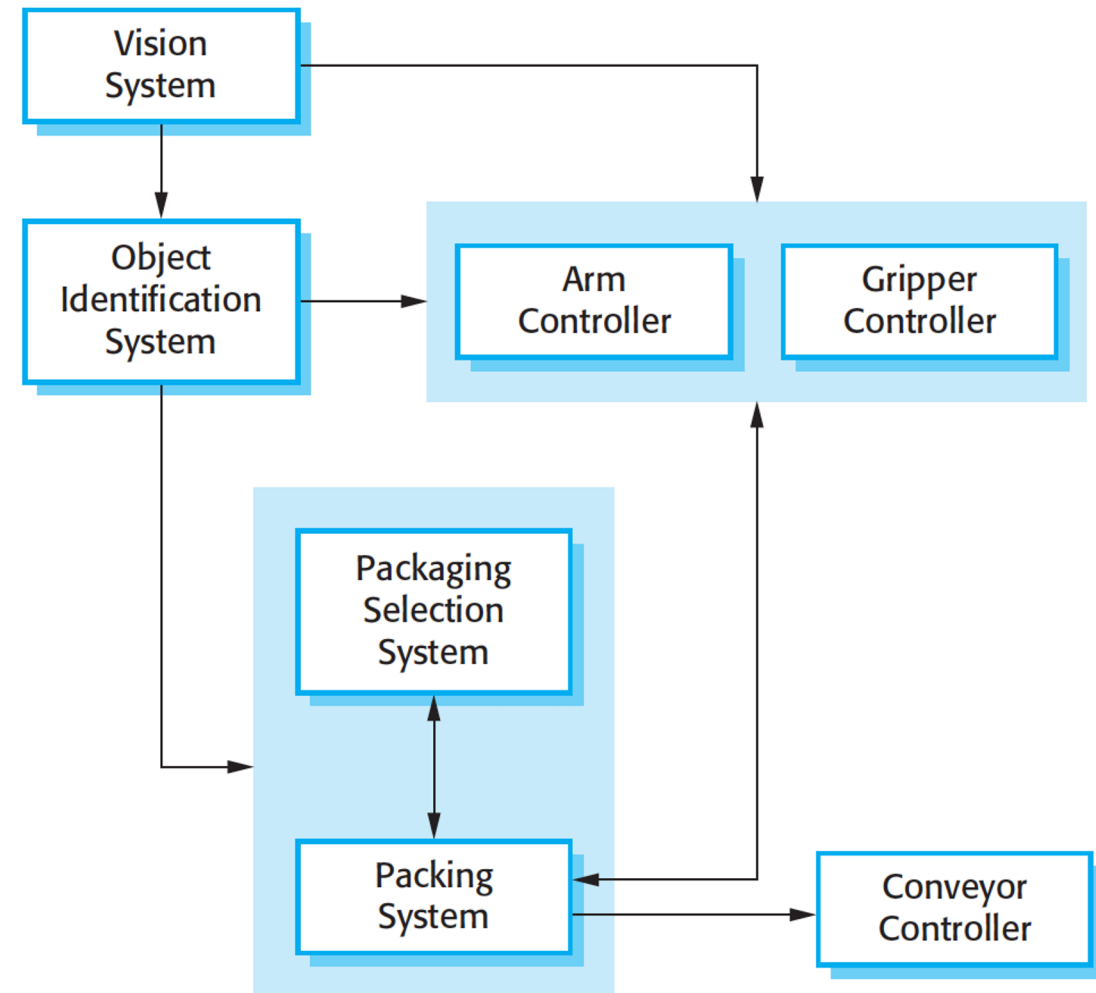 Vision
System
Object
Identification
System
Arm
Controller
Gripper
Controller
Packaging
Selection
System
Packing
System
Conveyor
Controller